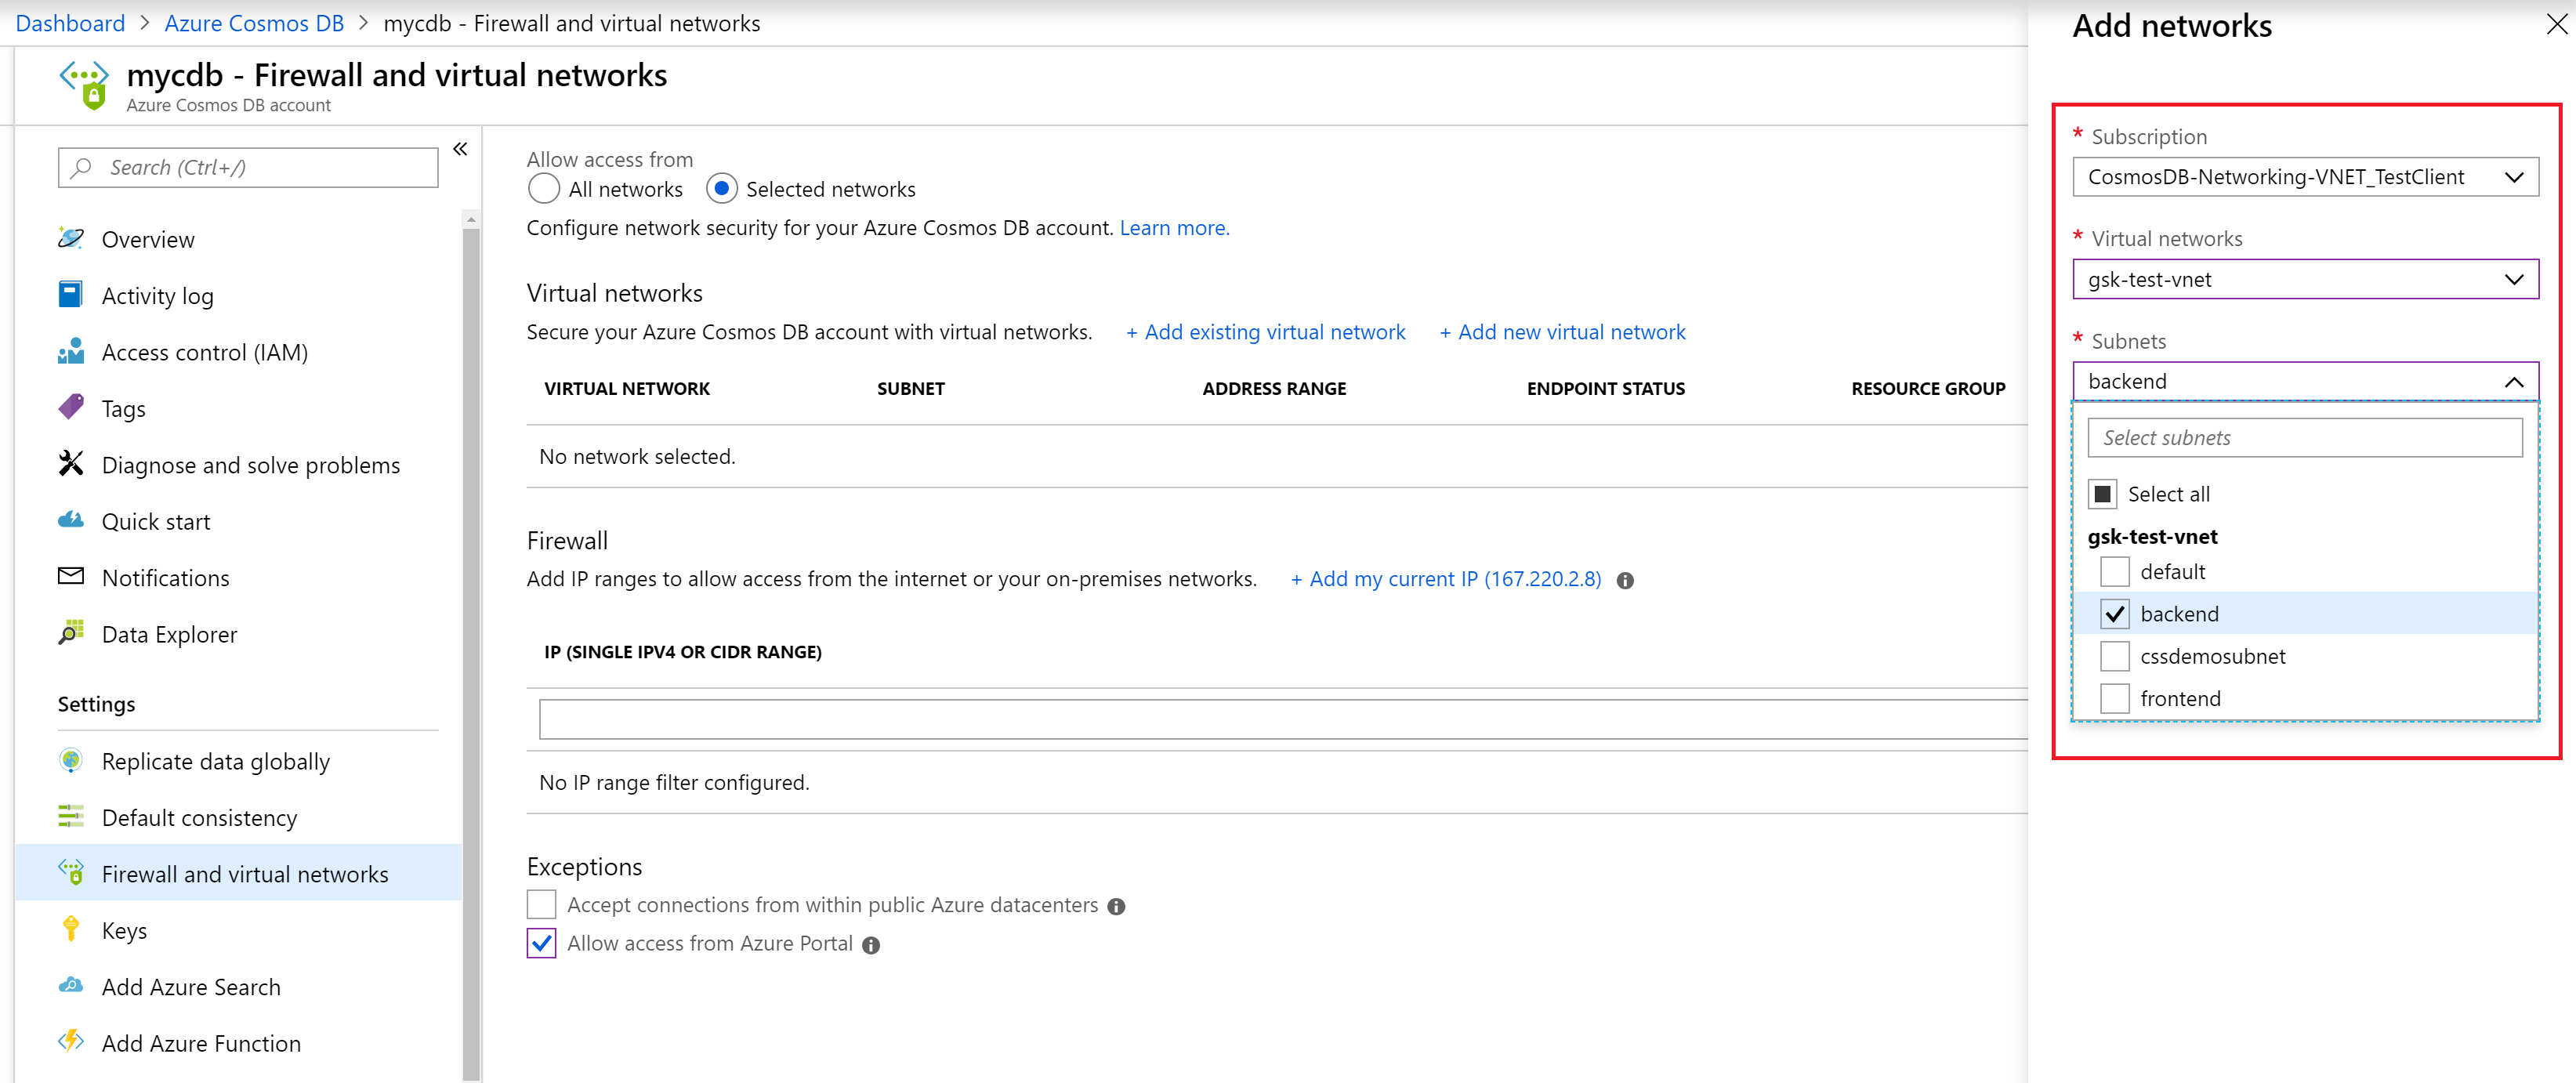 Dashboard > Azure Cosmos DB > mycdb - Firewall and virtual networks
mycdb - Firewall and virtual networks
Azure Cosmos DB account
Search (Ctrl+/)
«
Overview
Activity log
Access control (IAM)
Tags
Diagnose and solve problems
Quick start
Notifications
Data Explorer
Settings
Replicate data globally
Default consistency
Firewall and virtual networks
Keys
Add Azure Search
Add Azure Function
Allow access from
All networks Selected networks
Configure network security for your Azure Cosmos DB account. Learn more.
Virtual networks
Secure your Azure Cosmos DB account with virtual networks. + Add existing virtual network + Add new virtual network
VIRTUAL NETWORK SUBNET ADDRESS RANGE ENDPOINT STATUS RESOURCE GROUP
No network selected.
Firewall
Add IP ranges to allow access from the internet or your on-premises networks. + Add my current IP (167.220.2.8)
IP (SINGLE IPV4 OR CIDR RANGE)
No IP range filter configured.
Exceptions
Accept connections from within public Azure datacenters
Allow access from Azure Portal
Add networks
* Subscription
CosmosDB-Networking-VNET_TestClient
* Virtual networks
gsk-test-vnet
* Subnets
backend
Select subnets
Select all
gsk-test-vnet
default
backend
cssdemosubnet
frontend